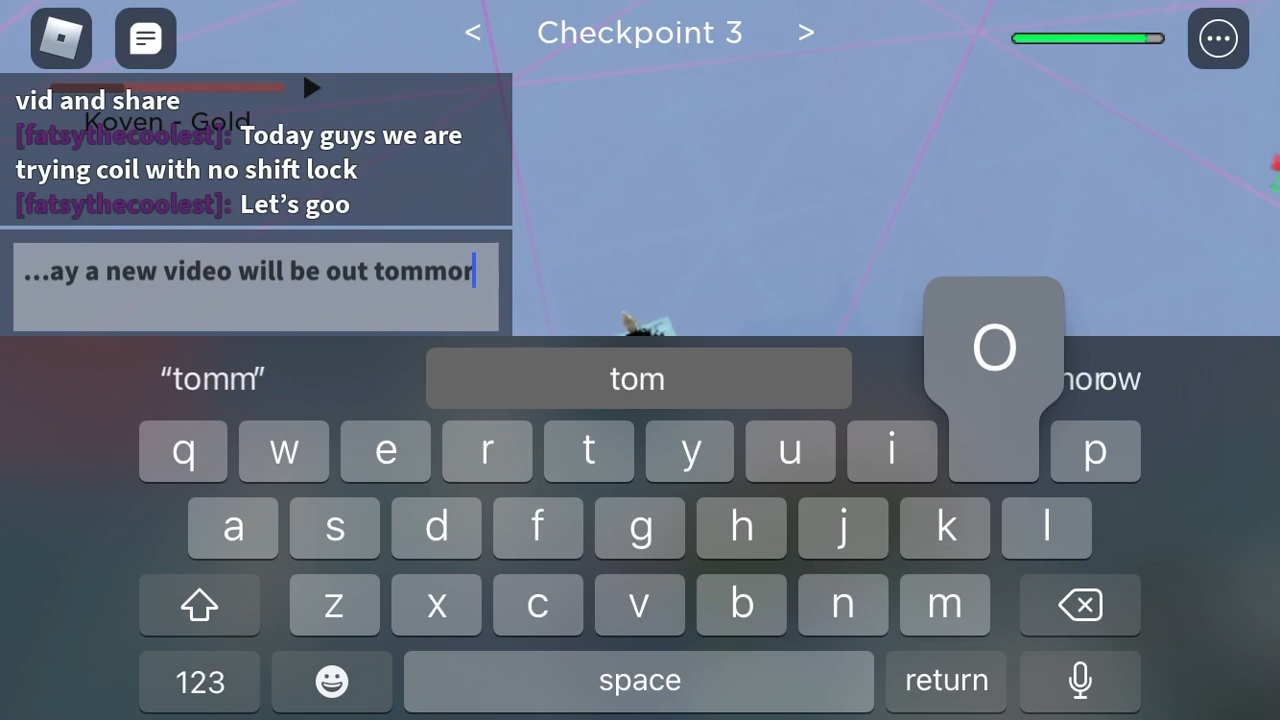 < Checkpoint 3 >
vid and share
Koven - Gold
[fatsythecoolest]: Today guys we are
trying coil with no shift lock
[fatsythecoolest]: Let's goo
...ay a new video will be out tommor
“tomm” tom
O
q w e r t y u i p
a s d f g h j k l
z x c v b n m
123 space return